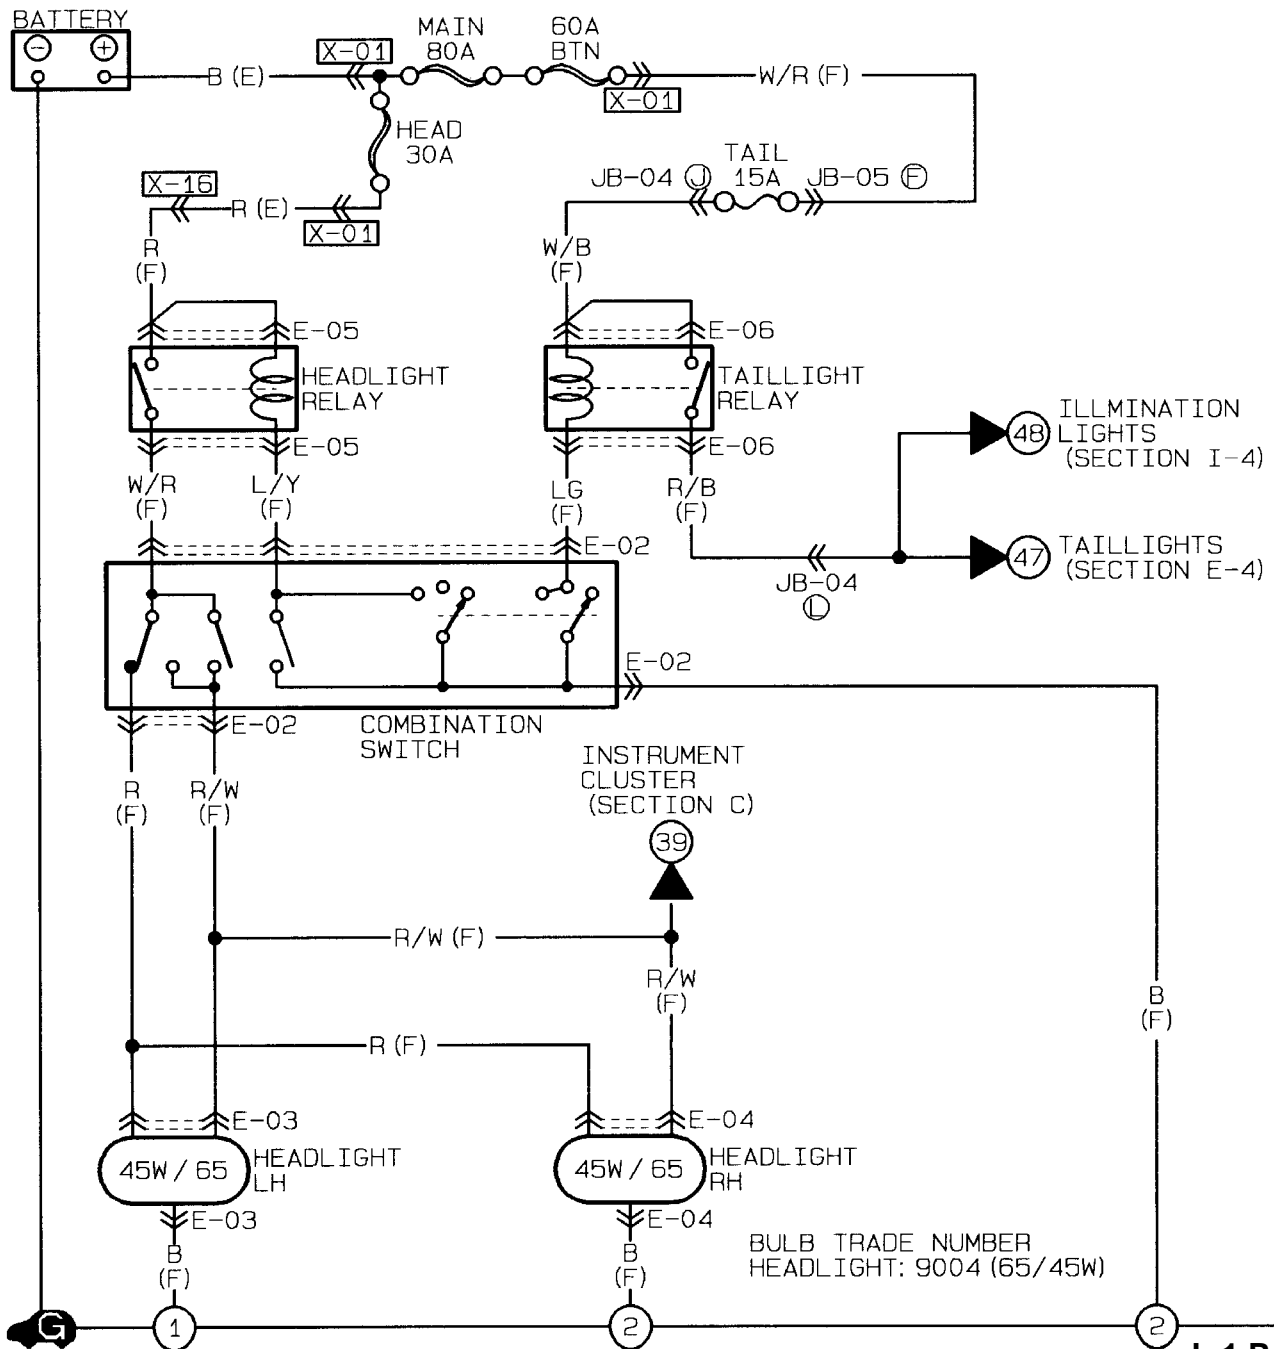 BATTERY
−
+
B (E)
X-01
MAIN
80A
60A
BTN
X-01
W/R (F)
HEAD
30A
TAIL
15A
JB-04 J
JB-05 F
X-16
R (E)
X-01
R
(F)
W/B
(F)
E-05
E-06
HEADLIGHT
RELAY
TAILLIGHT
RELAY
E-05
E-06
48
ILLMINATION
LIGHTS
(SECTION I-4)
W/R
(F)
L/Y
(F)
LG
(F)
R/B
(F)
E-02
JB-04
L
47
TAILLIGHTS
(SECTION E-4)
E-02
E-02
COMBINATION
SWITCH
R
(F)
R/W
(F)
INSTRUMENT
CLUSTER
(SECTION C)
39
R/W (F)
R/W
(F)
B
(F)
R (F)
E-03
E-04
45W / 65
HEADLIGHT
LH
45W / 65
HEADLIGHT
RH
E-03
E-04
B
(F)
B
(F)
BULB TRADE NUMBER
HEADLIGHT: 9004 (65/45W)
G
1
2
2